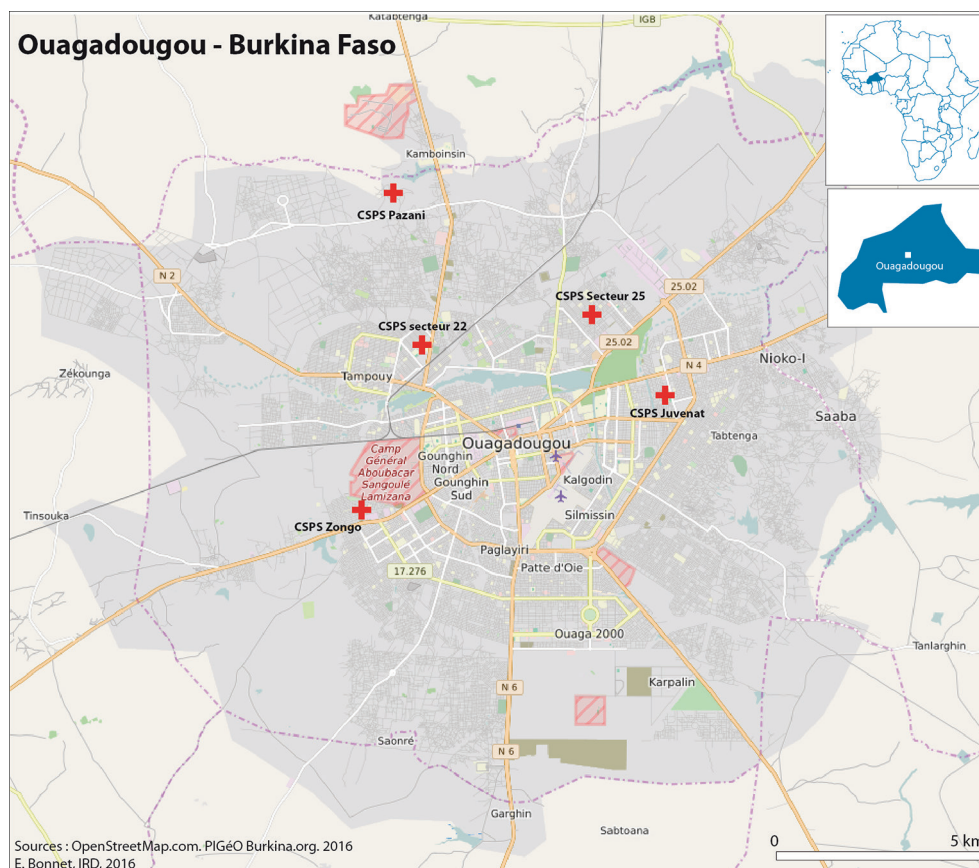 Katabtenga
IGB
Ouagadougou - Burkina Faso
Kamboinsin
CSPS Pazani
Ouagadougou
N 2
25.02
CSPS Secteur 25
CSPS secteur 22
25.02
Nioko-I
N 4
Zékounga
Tampouy
CSPS Juvenat
Saaba
Tabtenga
Ouagadougou
Camp
Général
Aboubacar
Sangoulé
Lamizana
Gounghin
Nord
Gounghin
Sud
Kalgodin
Tinsouka
CSPS Zongo
Silmissin
Paglayiri
Patte d'Oie
17.276
Ouaga 2000
Tanlarghin
Karpalin
N 6
Saonré
N 6
Garghin
Sabtoana
0 5 km
Sources : OpenStreetMap.com. PIGéO Burkina.org. 2016
E. Bonnet, IRD, 2016